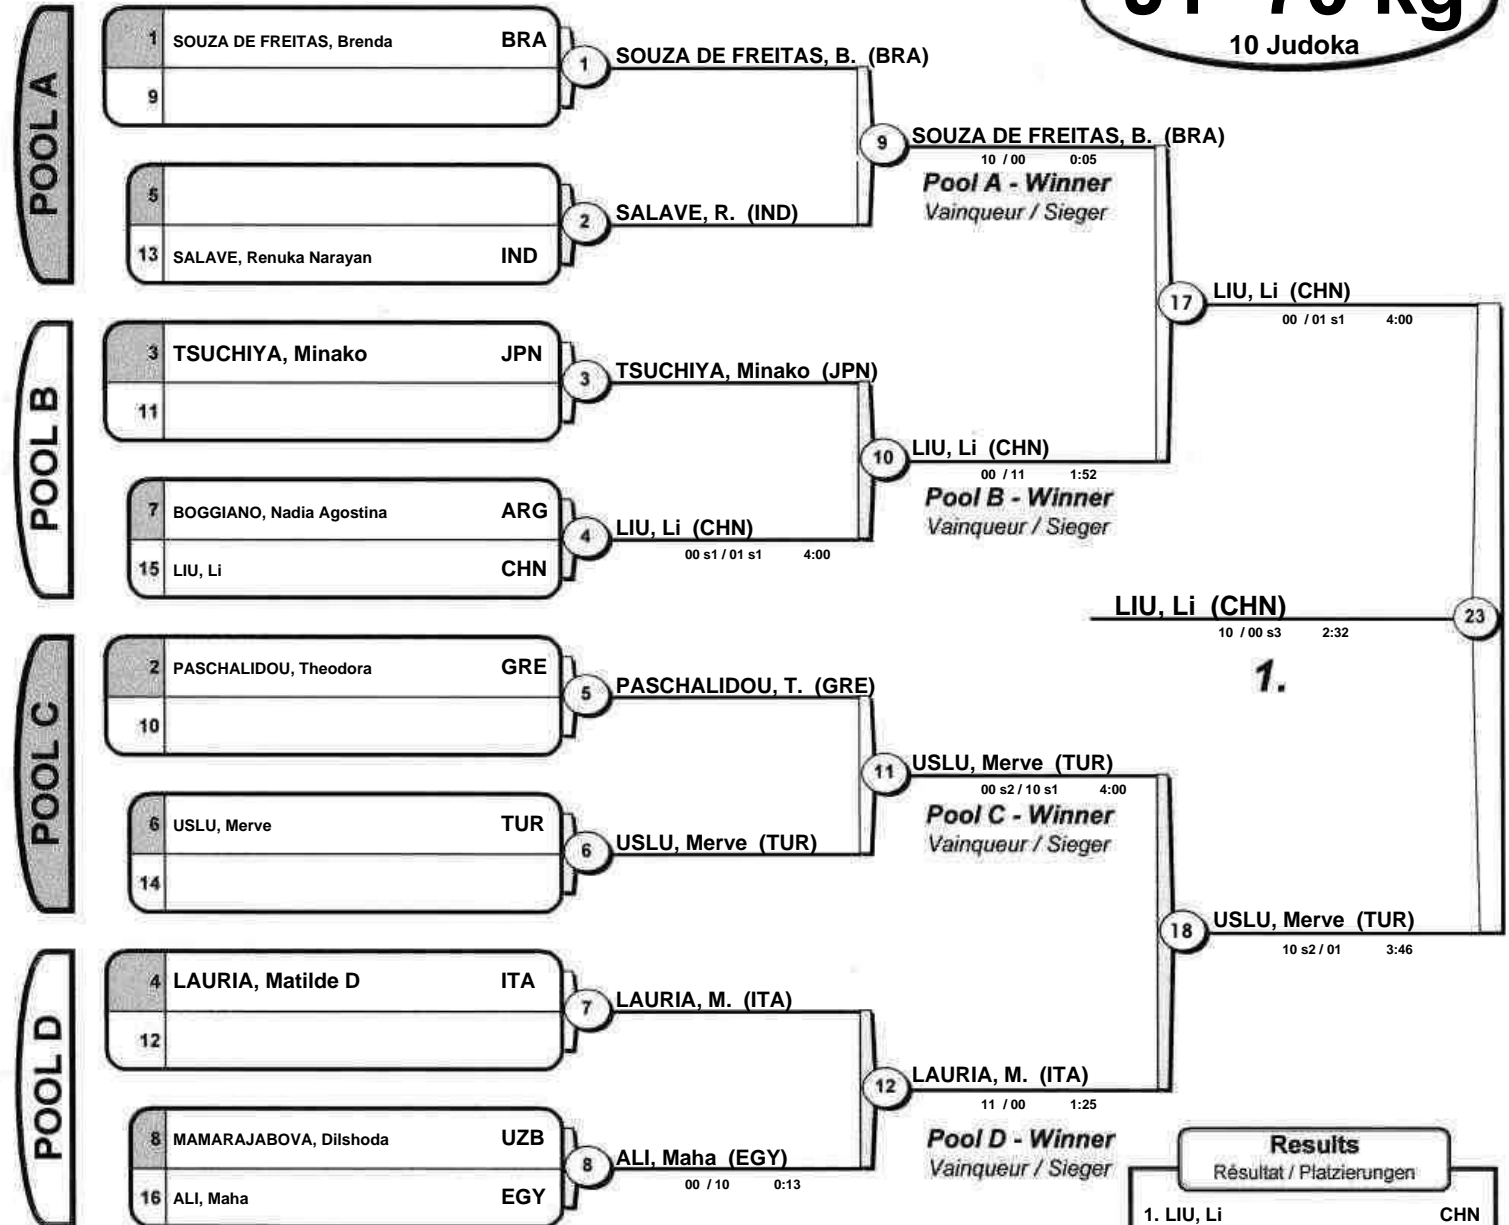 10 Judoka
POOL A
1 SOUZA DE FREITAS, Brenda BRA
9
1 SOUZA DE FREITAS, B. (BRA)
5
13 SALAVE, Renuka Narayan IND
2 SALAVE, R. (IND)
9 SOUZA DE FREITAS, B. (BRA)
10 / 00 0:05
Pool A - Winner
Vainqueur / Sieger
POOL B
3 TSUCHIYA, Minako JPN
11
3 TSUCHIYA, Minako (JPN)
7 BOGGIANO, Nadia Agostina ARG
15 LIU, Li CHN
4 LIU, Li (CHN)
00 s1 / 01 s1 4:00
10 LIU, Li (CHN)
00 / 11 1:52
Pool B - Winner
Vainqueur / Sieger
17 LIU, Li (CHN)
00 / 01 s1 4:00
POOL C
2 PASCHALIDOU, Theodora GRE
10
5 PASCHALIDOU, T. (GRE)
6 USLU, Merve TUR
14
6 USLU, Merve (TUR)
11 USLU, Merve (TUR)
00 s2 / 10 s1 4:00
Pool C - Winner
Vainqueur / Sieger
POOL D
4 LAURIA, Matilde D ITA
12
7 LAURIA, M. (ITA)
8 MAMARAJABOVA, Dilshoda UZB
16 ALI, Maha EGY
8 ALI, Maha (EGY)
00 / 10 0:13
12 LAURIA, M. (ITA)
11 / 00 1:25
Pool D - Winner
Vainqueur / Sieger
18 USLU, Merve (TUR)
10 s2 / 01 3:46
LIU, Li (CHN) 23
10 / 00 s3 2:32
1.
Results
Résultat / Platzierungen
1. LIU, Li CHN